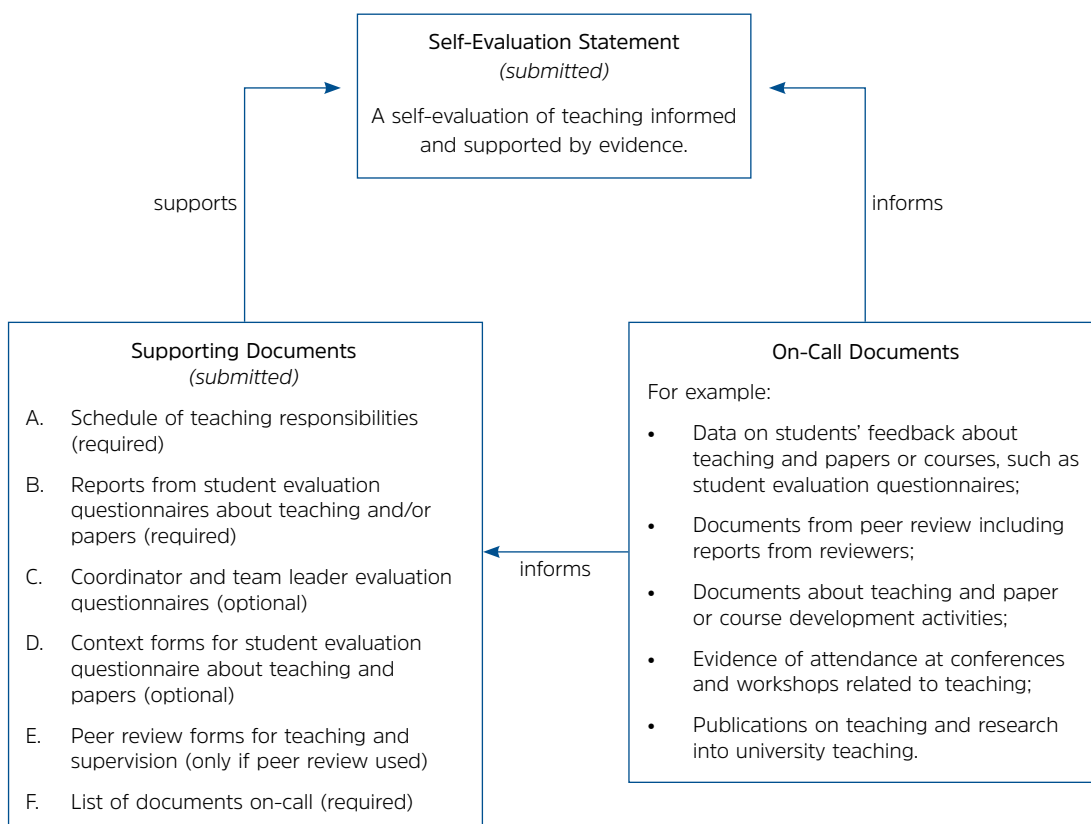 Self-Evaluation Statement
(submitted)
A self-evaluation of teaching informed
and supported by evidence.
supports
informs
Supporting Documents
(submitted)
A. Schedule of teaching responsibilities
(required)
B. Reports from student evaluation
questionnaires about teaching and/or
papers (required)
C. Coordinator and team leader evaluation
questionnaires (optional)
D. Context forms for student evaluation
questionnaire about teaching and
papers (optional)
E. Peer review forms for teaching and
supervision (only if peer review used)
F. List of documents on-call (required)
informs
On-Call Documents
For example:
• Data on students’ feedback about
teaching and papers or courses, such as
student evaluation questionnaires;
• Documents from peer review including
reports from reviewers;
• Documents about teaching and paper
or course development activities;
• Evidence of attendance at conferences
and workshops related to teaching;
• Publications on teaching and research
into university teaching.